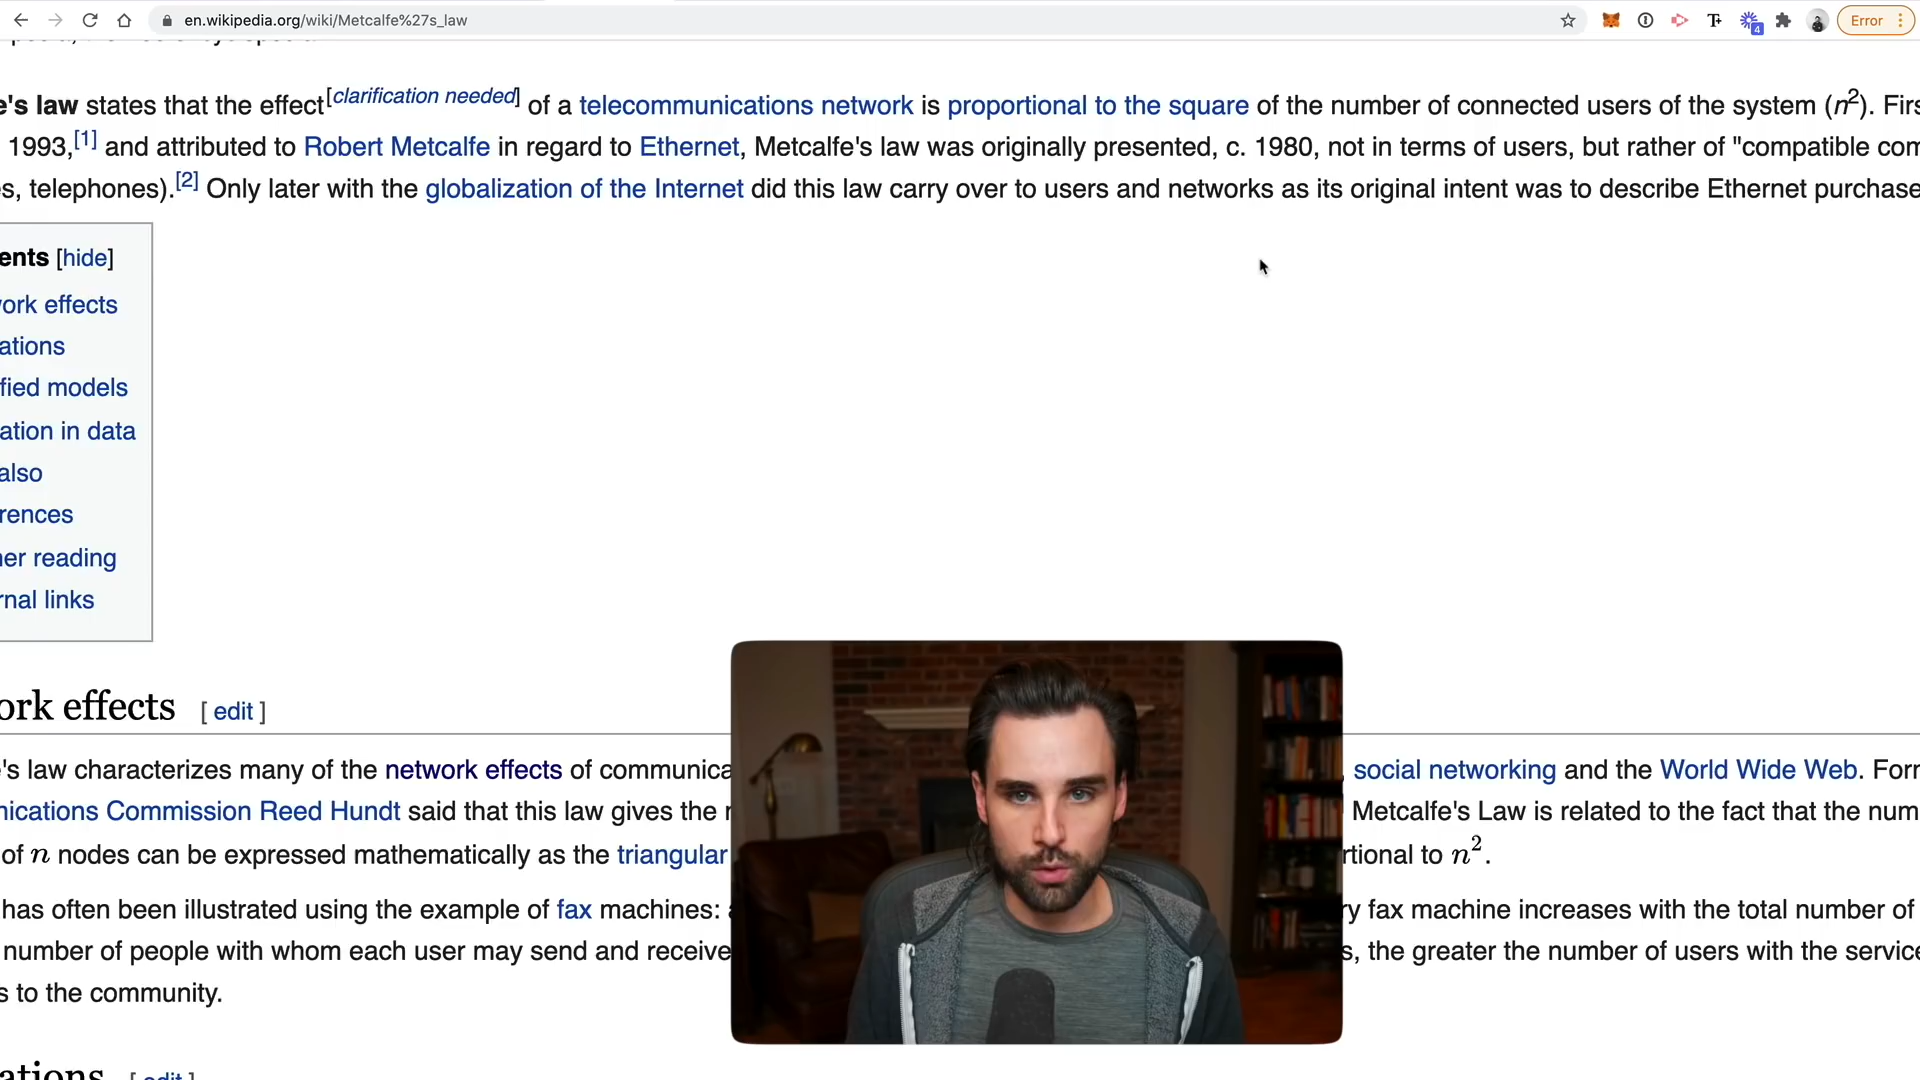 en.wikipedia.org/wiki/Metcalfe%27s_law
Error
4
e's law states that the effect[clarification needed] of a telecommunications network is proportional to the square of the number of connected users of the system (n²). Firs
1993,[1] and attributed to Robert Metcalfe in regard to Ethernet, Metcalfe's law was originally presented, c. 1980, not in terms of users, but rather of "compatible com
s, telephones).[2] Only later with the globalization of the Internet did this law carry over to users and networks as its original intent was to describe Ethernet purchase
ents [hide]
ork effects
ations
fied models
ation in data
also
rences
er reading
rnal links
ork effects [ edit ]
's law characterizes many of the network effects of communica , social networking and the World Wide Web. Forn
nications Commission Reed Hundt said that this law gives the r Metcalfe's Law is related to the fact that the num
of n nodes can be expressed mathematically as the triangular rtional to n².
has often been illustrated using the example of fax machines: a ry fax machine increases with the total number of
number of people with whom each user may send and receive s, the greater the number of users with the service
s to the community.
ations [ edit ]